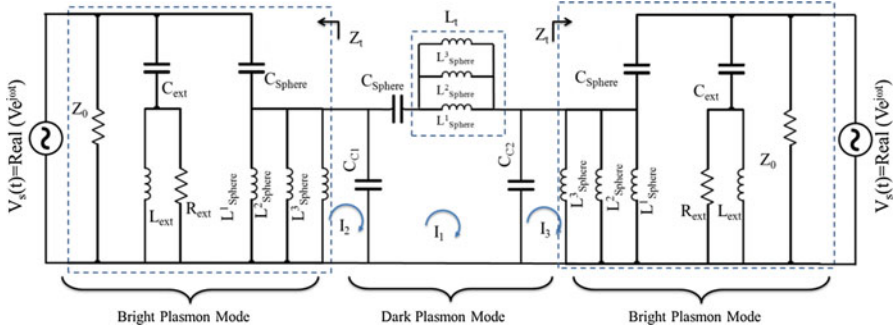 V_s(t)=Real (Ve^jωt)
Z_0
C_ext
L_ext
R_ext
C_Sphere
L^1_Sphere
L^2_Sphere
L^3_Sphere
Z_t
I_2
C_C1
C_Sphere
L_t
L^3_Sphere
L^2_Sphere
L^1_Sphere
I_1
C_C2
I_3
Z_t
C_Sphere
L^3_Sphere
L^2_Sphere
L^1_Sphere
C_ext
R_ext
L_ext
Z_0
V_s(t)=Real (Ve^jωt)
Bright Plasmon Mode
Dark Plasmon Mode
Bright Plasmon Mode